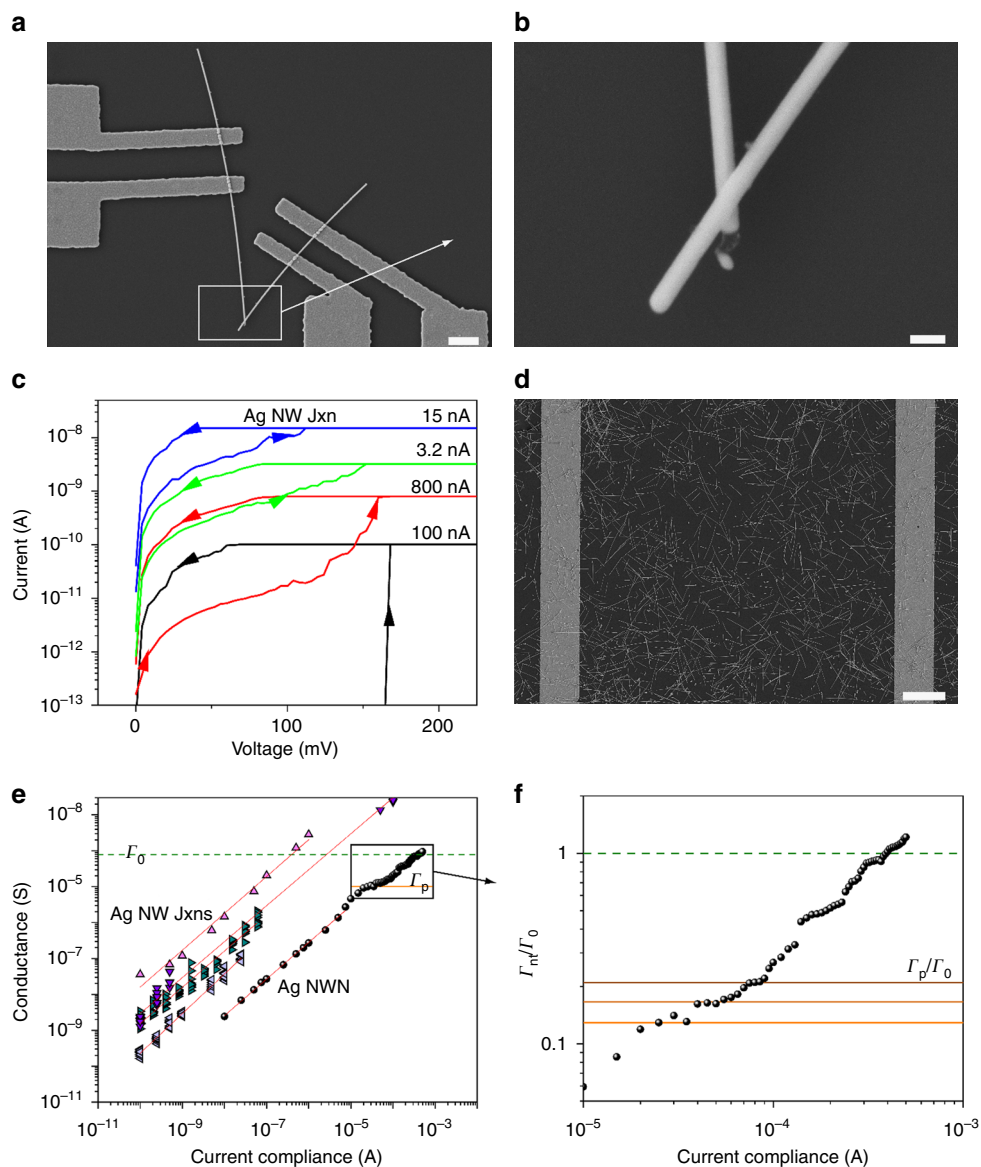 a
b
c
Ag NW Jxn
15 nA
3.2 nA
800 nA
100 nA
10⁻⁸
10⁻⁹
10⁻¹⁰
10⁻¹¹
10⁻¹²
10⁻¹³
Current (A)
0
100
200
Voltage (mV)
d
e
10⁻⁸
10⁻⁵
10⁻⁷
10⁻⁹
10⁻¹¹
Conductance (S)
Γ₀
Γₚ
Ag NW Jxns
Ag NWN
10⁻¹¹
10⁻⁹
10⁻⁷
10⁻⁵
10⁻³
Current compliance (A)
f
1
0.1
Γₙₜ/Γ₀
Γₚ/Γ₀
10⁻⁵
10⁻⁴
10⁻³
Current compliance (A)